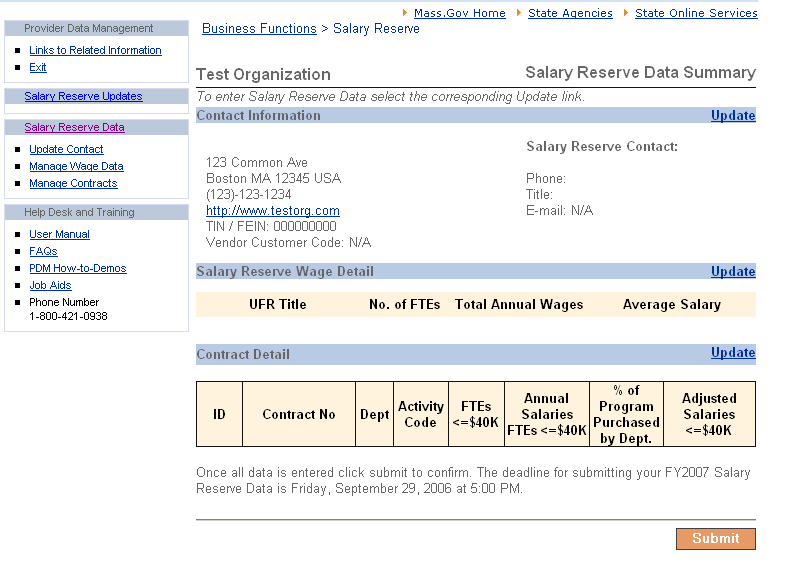 Mass.Gov Home State Agencies State Online Services
Business Functions > Salary Reserve
Provider Data Management
Links to Related Information
Exit
Salary Reserve Updates
Salary Reserve Data
Update Contact
Manage Wage Data
Manage Contracts
Help Desk and Training
User Manual
FAQs
PDM How-to-Demos
Job Aids
Phone Number
1-800-421-0938
Test Organization
Salary Reserve Data Summary
To enter Salary Reserve Data select the corresponding Update link.
Contact Information Update
123 Common Ave
Boston MA 12345 USA
(123)-123-1234
http://www.testorg.com
TIN / FEIN: 000000000
Vendor Customer Code: N/A
Salary Reserve Contact:
Phone:
Title:
E-mail: N/A
Salary Reserve Wage Detail Update
UFR Title No. of FTEs Total Annual Wages Average Salary
Contract Detail Update
ID
Contract No
Dept
Activity
Code
FTEs
<=$40K
Annual
Salaries
FTEs <=$40K
% of
Program
Purchased
by Dept.
Adjusted
Salaries
<=$40K
Once all data is entered click submit to confirm. The deadline for submitting your FY2007 Salary
Reserve Data is Friday, September 29, 2006 at 5:00 PM.
Submit